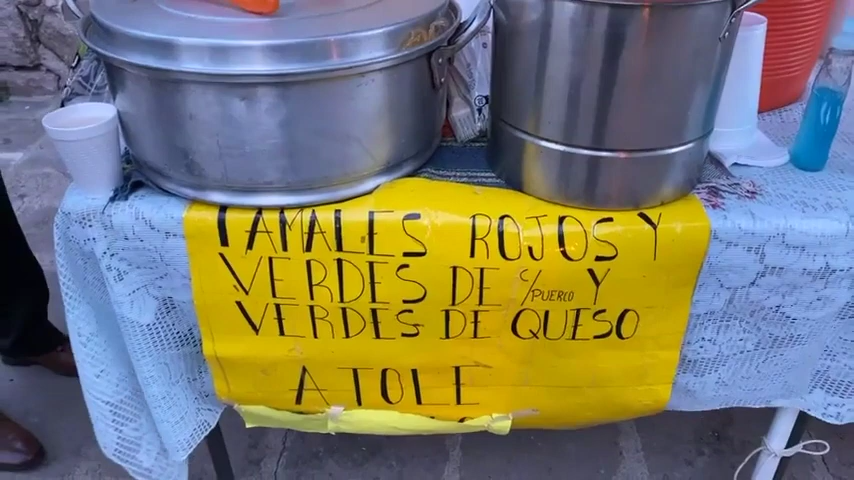 TAMALES ROJOS Y
VERDES DE C/PUERCO Y
VERDES DE QUESO
ATOLE